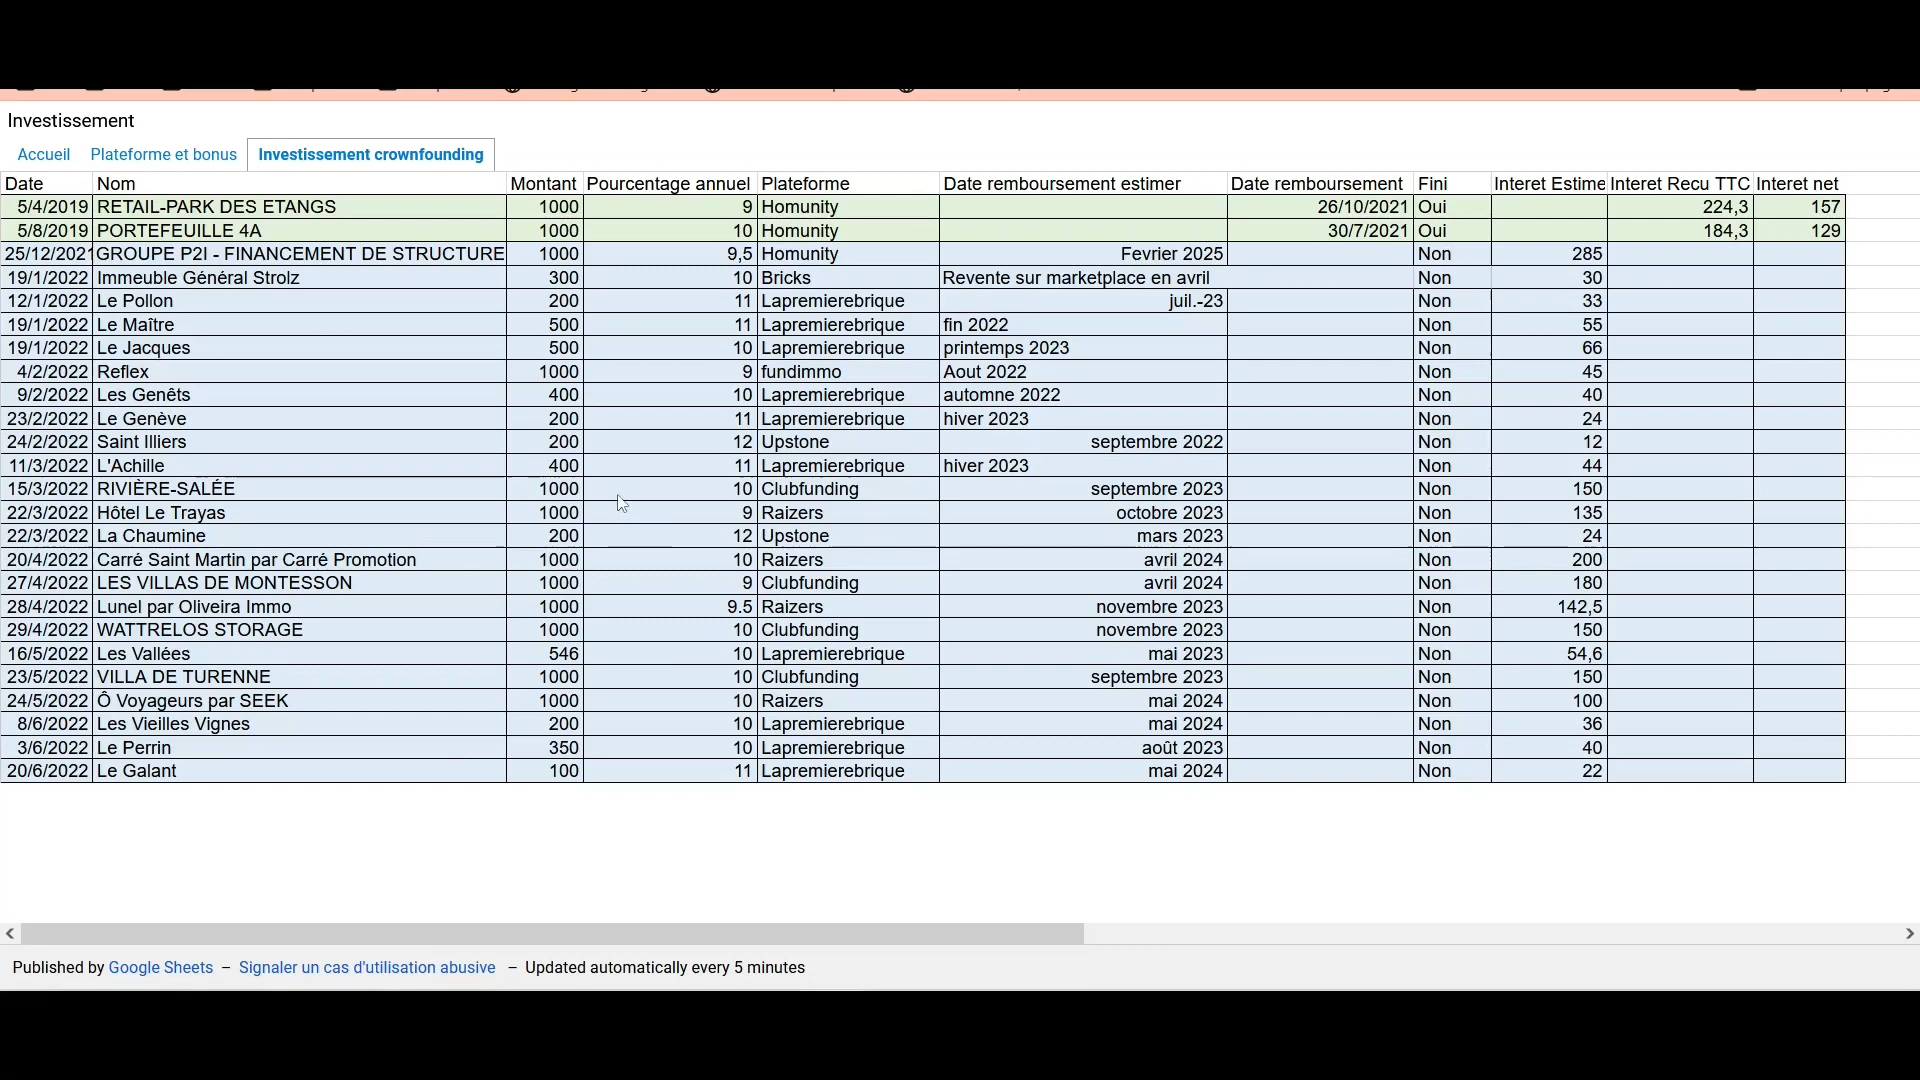 Investissement
Accueil Plateforme et bonus Investissement crownfounding
Date Nom Montant Pourcentage annuel Plateforme Date remboursement estimer Date remboursement Fini Interet Estime Interet Recu TTC Interet net
5/4/2019 RETAIL-PARK DES ETANGS 1000 9 Homunity 26/10/2021 Oui 224,3 157
5/8/2019 PORTEFEUILLE 4A 1000 10 Homunity 30/7/2021 Oui 184,3 129
25/12/2021 GROUPE P2I - FINANCEMENT DE STRUCTURE 1000 9,5 Homunity Fevrier 2025 Non 285
19/1/2022 Immeuble Général Strolz 300 10 Bricks Revente sur marketplace en avril Non 30
12/1/2022 Le Pollon 200 11 Lapremierebrique juil.-23 Non 33
19/1/2022 Le Maître 500 11 Lapremierebrique fin 2022 Non 55
19/1/2022 Le Jacques 500 10 Lapremierebrique printemps 2023 Non 66
4/2/2022 Reflex 1000 9 fundimmo Aout 2022 Non 45
9/2/2022 Les Genêts 400 10 Lapremierebrique automne 2022 Non 40
23/2/2022 Le Genève 200 11 Lapremierebrique hiver 2023 Non 24
24/2/2022 Saint Illiers 200 12 Upstone septembre 2022 Non 12
11/3/2022 L'Achille 400 11 Lapremierebrique hiver 2023 Non 44
15/3/2022 RIVIÈRE-SALÉE 1000 10 Clubfunding septembre 2023 Non 150
22/3/2022 Hôtel Le Trayas 1000 9 Raizers octobre 2023 Non 135
22/3/2022 La Chaumine 200 12 Upstone mars 2023 Non 24
20/4/2022 Carré Saint Martin par Carré Promotion 1000 10 Raizers avril 2024 Non 200
27/4/2022 LES VILLAS DE MONTESSON 1000 9 Clubfunding avril 2024 Non 180
28/4/2022 Lunel par Oliveira Immo 1000 9.5 Raizers novembre 2023 Non 142,5
29/4/2022 WATTRELOS STORAGE 1000 10 Clubfunding novembre 2023 Non 150
16/5/2022 Les Vallées 546 10 Lapremierebrique mai 2023 Non 54,6
23/5/2022 VILLA DE TURENNE 1000 10 Clubfunding septembre 2023 Non 150
24/5/2022 Ô Voyageurs par SEEK 1000 10 Raizers mai 2024 Non 100
8/6/2022 Les Vieilles Vignes 200 10 Lapremierebrique mai 2024 Non 36
3/6/2022 Le Perrin 350 10 Lapremierebrique août 2023 Non 40
20/6/2022 Le Galant 100 11 Lapremierebrique mai 2024 Non 22
Published by Google Sheets – Signaler un cas d'utilisation abusive – Updated automatically every 5 minutes